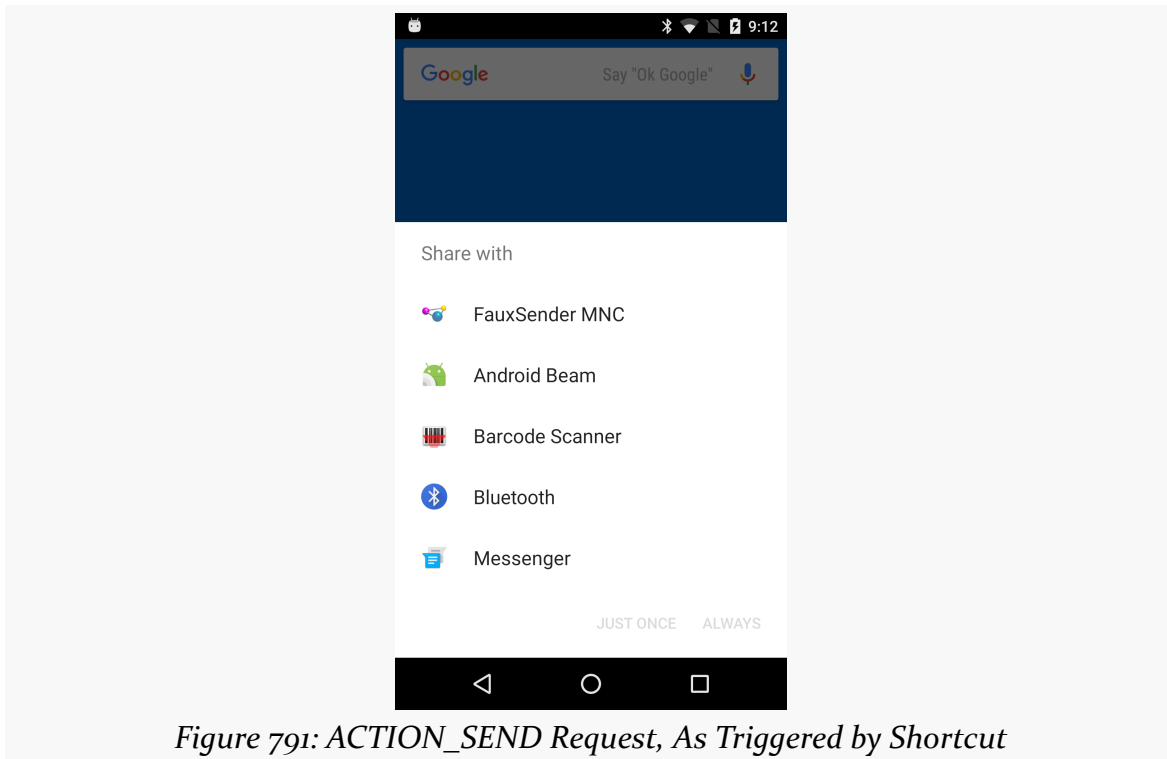 9:12
Google Say "Ok Google"
Share with
FauxSender MNC
Android Beam
Barcode Scanner
Bluetooth
Messenger
JUST ONCE ALWAYS
Figure 791: ACTION_SEND Request, As Triggered by Shortcut